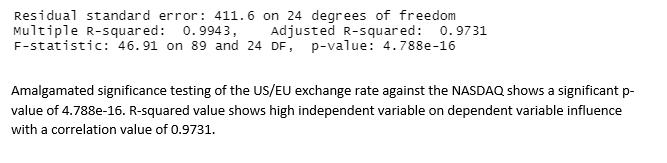 Residual standard error: 411.6 on 24 degrees of freedom
Multiple R-squared:  0.9943,    Adjusted R-squared:  0.9731
F-statistic: 46.91 on 89 and 24 DF,  p-value: 4.788e-16
Amalgamated significance testing of the US/EU exchange rate against the NASDAQ shows a significant p-
value of 4.788e-16. R-squared value shows high independent variable on dependent variable influence
with a correlation value of 0.9731.